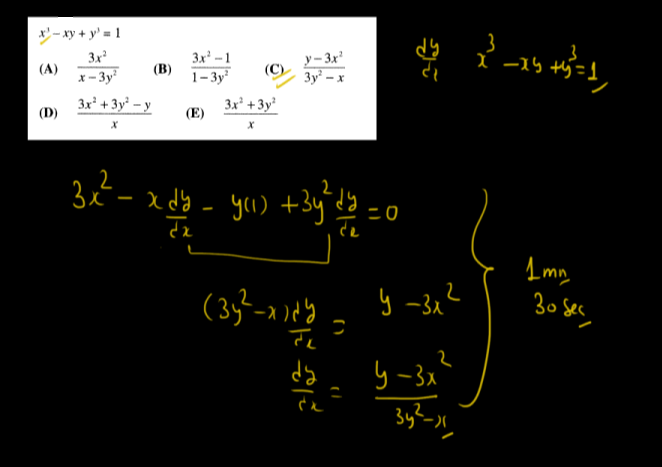 x³ – xy + y³ = 1
(A) 3x² / x – 3y² (B) 3x² – 1 / 1 – 3y² (C) y – 3x² / 3y² – x
(D) 3x² + 3y² – y / x (E) 3x² + 3y² / x
dy/dx x³ – xy + y³ = 1
3x² – x dy/dx – y(1) + 3y² dy/dx = 0
(3y² – x) dy/dx = y – 3x²
dy/dx = y – 3x² / 3y² – x
1 mn
30 sec